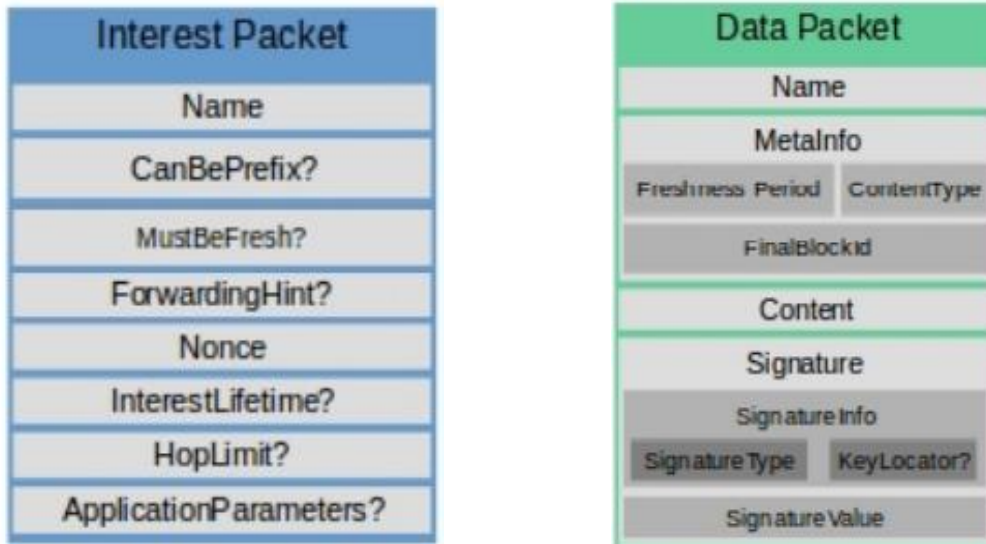 Interest Packet
Name
CanBePrefix?
MustBeFresh?
ForwardingHint?
Nonce
InterestLifetime?
HopLimit?
ApplicationParameters?
Data Packet
Name
MetaInfo
Freshness Period ContentType
FinalBlockId
Content
Signature
SignatureInfo
SignatureType KeyLocator?
SignatureValue